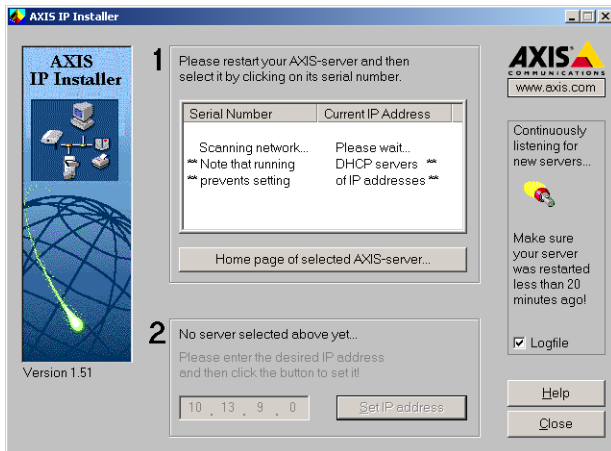 AXIS IP Installer
AXIS
IP Installer
Version 1.51
1
Please restart your AXIS-server and then
select it by clicking on its serial number.
Serial Number Current IP Address
Scanning network... Please wait...
** Note that running DHCP servers **
** prevents setting of IP addresses **
Home page of selected AXIS-server...
2
No server selected above yet...
Please enter the desired IP address
and then click the button to set it!
10 . 13 . 9 . 0
Set IP address
AXIS
COMMUNICATIONS
www.axis.com
Continuously
listening for
new servers...
Make sure
your server
was restarted
less than 20
minutes ago!
Logfile
Help
Close